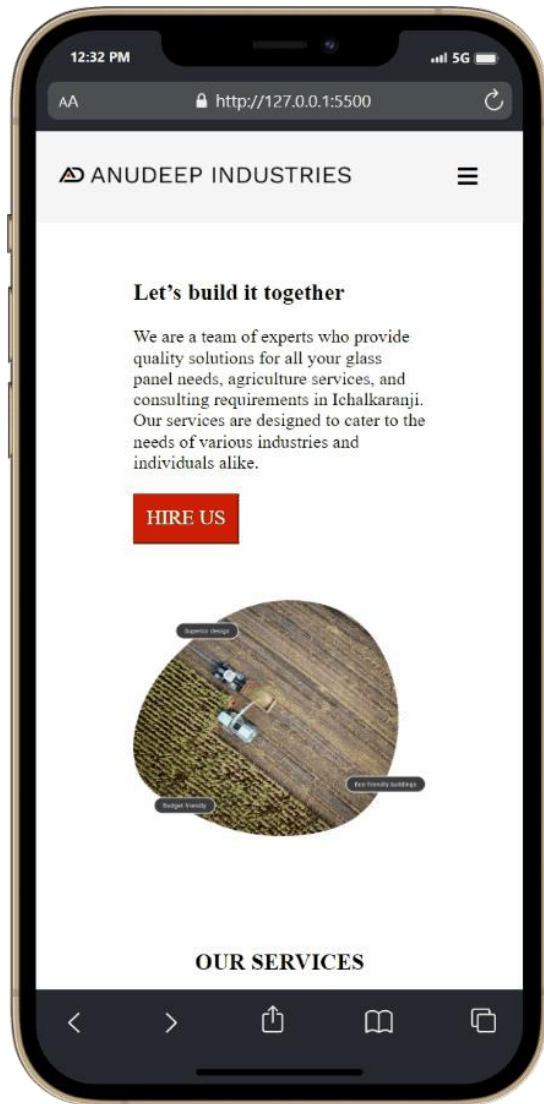 12:32 PM
5G
AA
http://127.0.0.1:5500
ANUDEEP INDUSTRIES
Let’s build it together
We are a team of experts who provide
quality solutions for all your glass
panel needs, agriculture services, and
consulting requirements in Ichalkaranji.
Our services are designed to cater to the
needs of various industries and
individuals alike.
HIRE US
Superior design
Eco friendly buildings
Budget friendly
OUR SERVICES